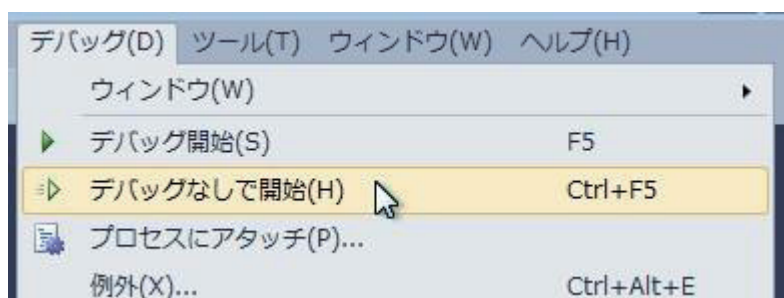 デバッグ(D) ツール(T) ウィンドウ(W) ヘルプ(H)
ウィンドウ(W)
デバッグ開始(S) F5
デバッグなしで開始(H) Ctrl+F5
プロセスにアタッチ(P)...
例外(X)... Ctrl+Alt+E